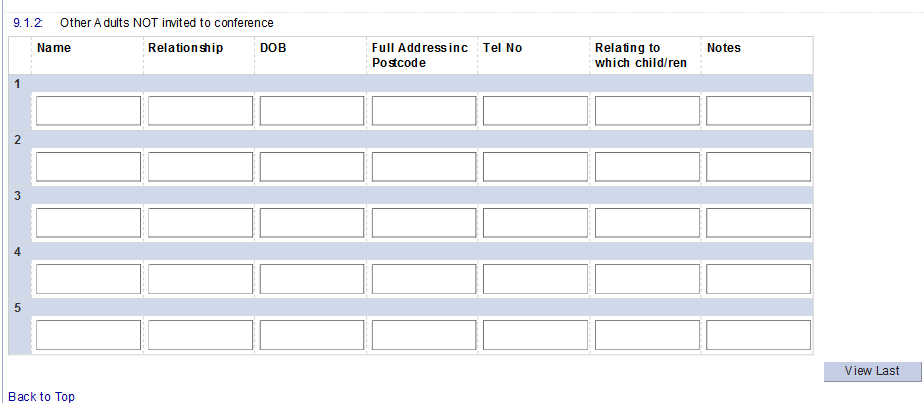 9.1.2: Other Adults NOT invited to conference
Name Relationship DOB Full Address inc Postcode Tel No Relating to which child/ren Notes
1
2
3
4
5
View Last
Back to Top